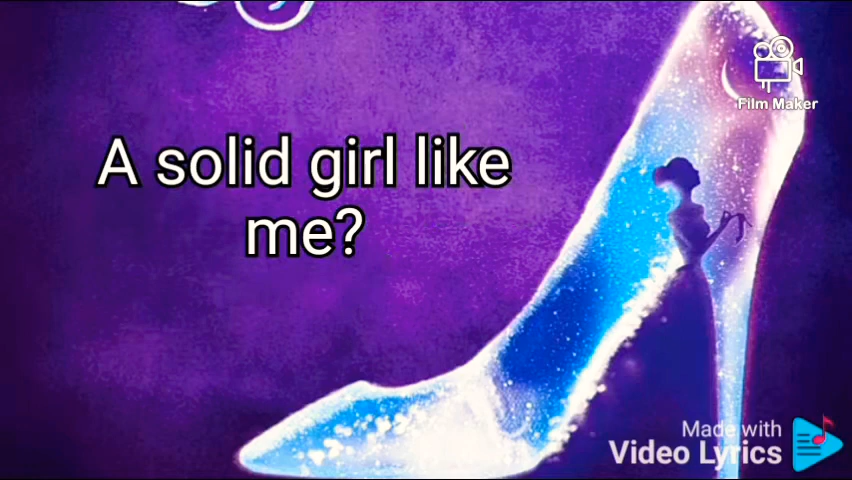 A solid girl like
me?
Film Maker
Made with
Video Lyrics